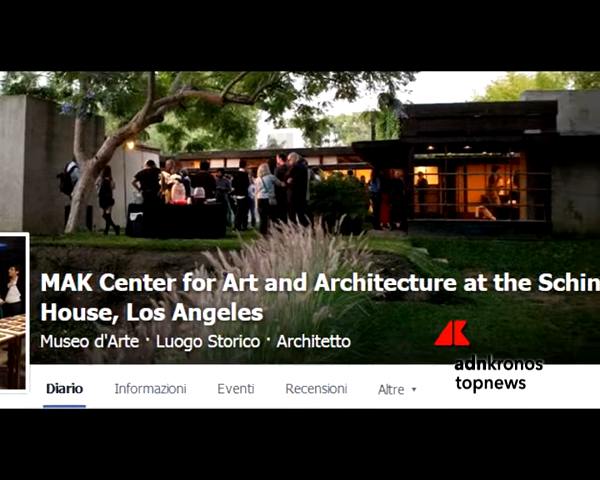 MAK Center for Art and Architecture at the Schin
House, Los Angeles
Museo d'Arte · Luogo Storico · Architetto
Diario Informazioni Eventi Recensioni Altre
adnkronos
topnews